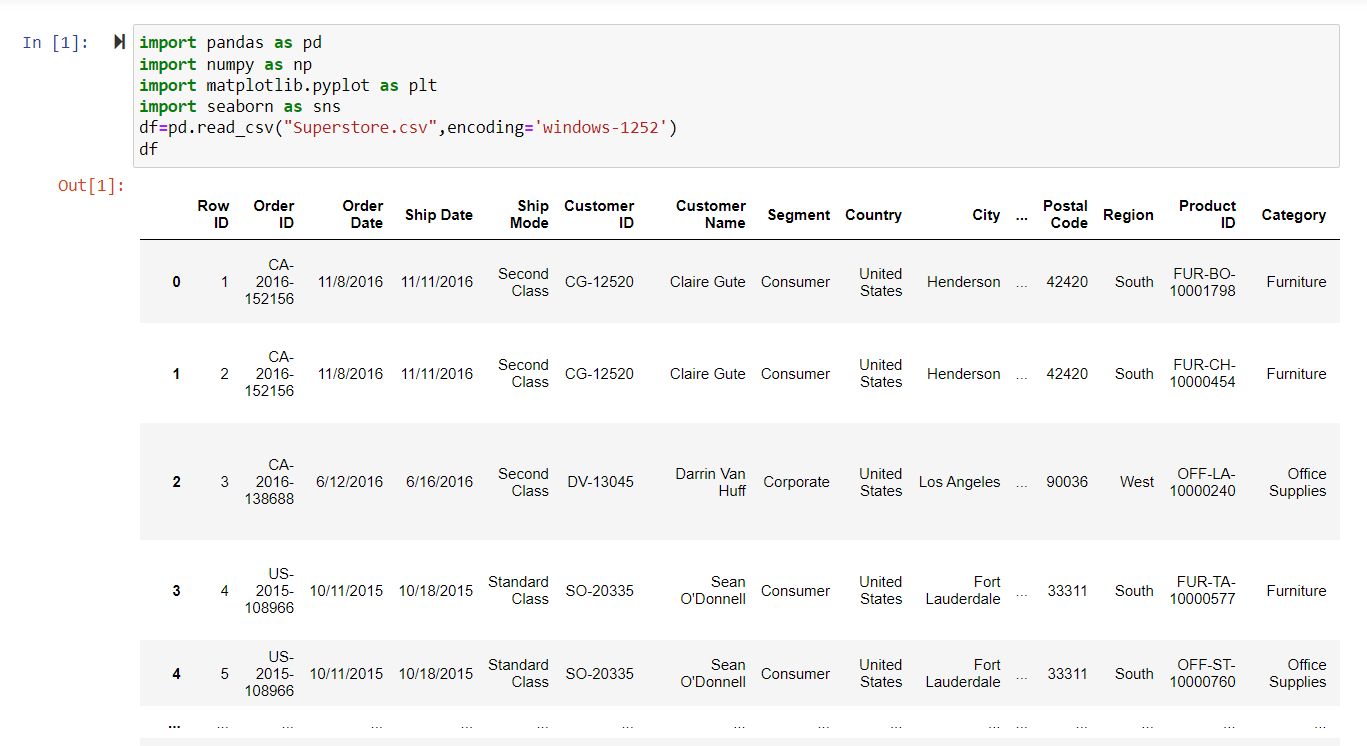 In [1]:
import pandas as pd
import numpy as np
import matplotlib.pyplot as plt
import seaborn as sns
df=pd.read_csv("Superstore.csv",encoding='windows-1252')
df
Out[1]:
Row ID Order ID Order Date Ship Date Ship Mode Customer ID Customer Name Segment Country City ... Postal Code Region Product ID Category
0 1 CA-2016-152156 11/8/2016 11/11/2016 Second Class CG-12520 Claire Gute Consumer United States Henderson ... 42420 South FUR-BO-10001798 Furniture
1 2 CA-2016-152156 11/8/2016 11/11/2016 Second Class CG-12520 Claire Gute Consumer United States Henderson ... 42420 South FUR-CH-10000454 Furniture
2 3 CA-2016-138688 6/12/2016 6/16/2016 Second Class DV-13045 Darrin Van Huff Corporate United States Los Angeles ... 90036 West OFF-LA-10000240 Office Supplies
3 4 US-2015-108966 10/11/2015 10/18/2015 Standard Class SO-20335 Sean O'Donnell Consumer United States Fort Lauderdale ... 33311 South FUR-TA-10000577 Furniture
4 5 US-2015-108966 10/11/2015 10/18/2015 Standard Class SO-20335 Sean O'Donnell Consumer United States Fort Lauderdale ... 33311 South OFF-ST-10000760 Office Supplies
... ... ... ... ... ... ... ... ... ... ... ... ... ... ... ...